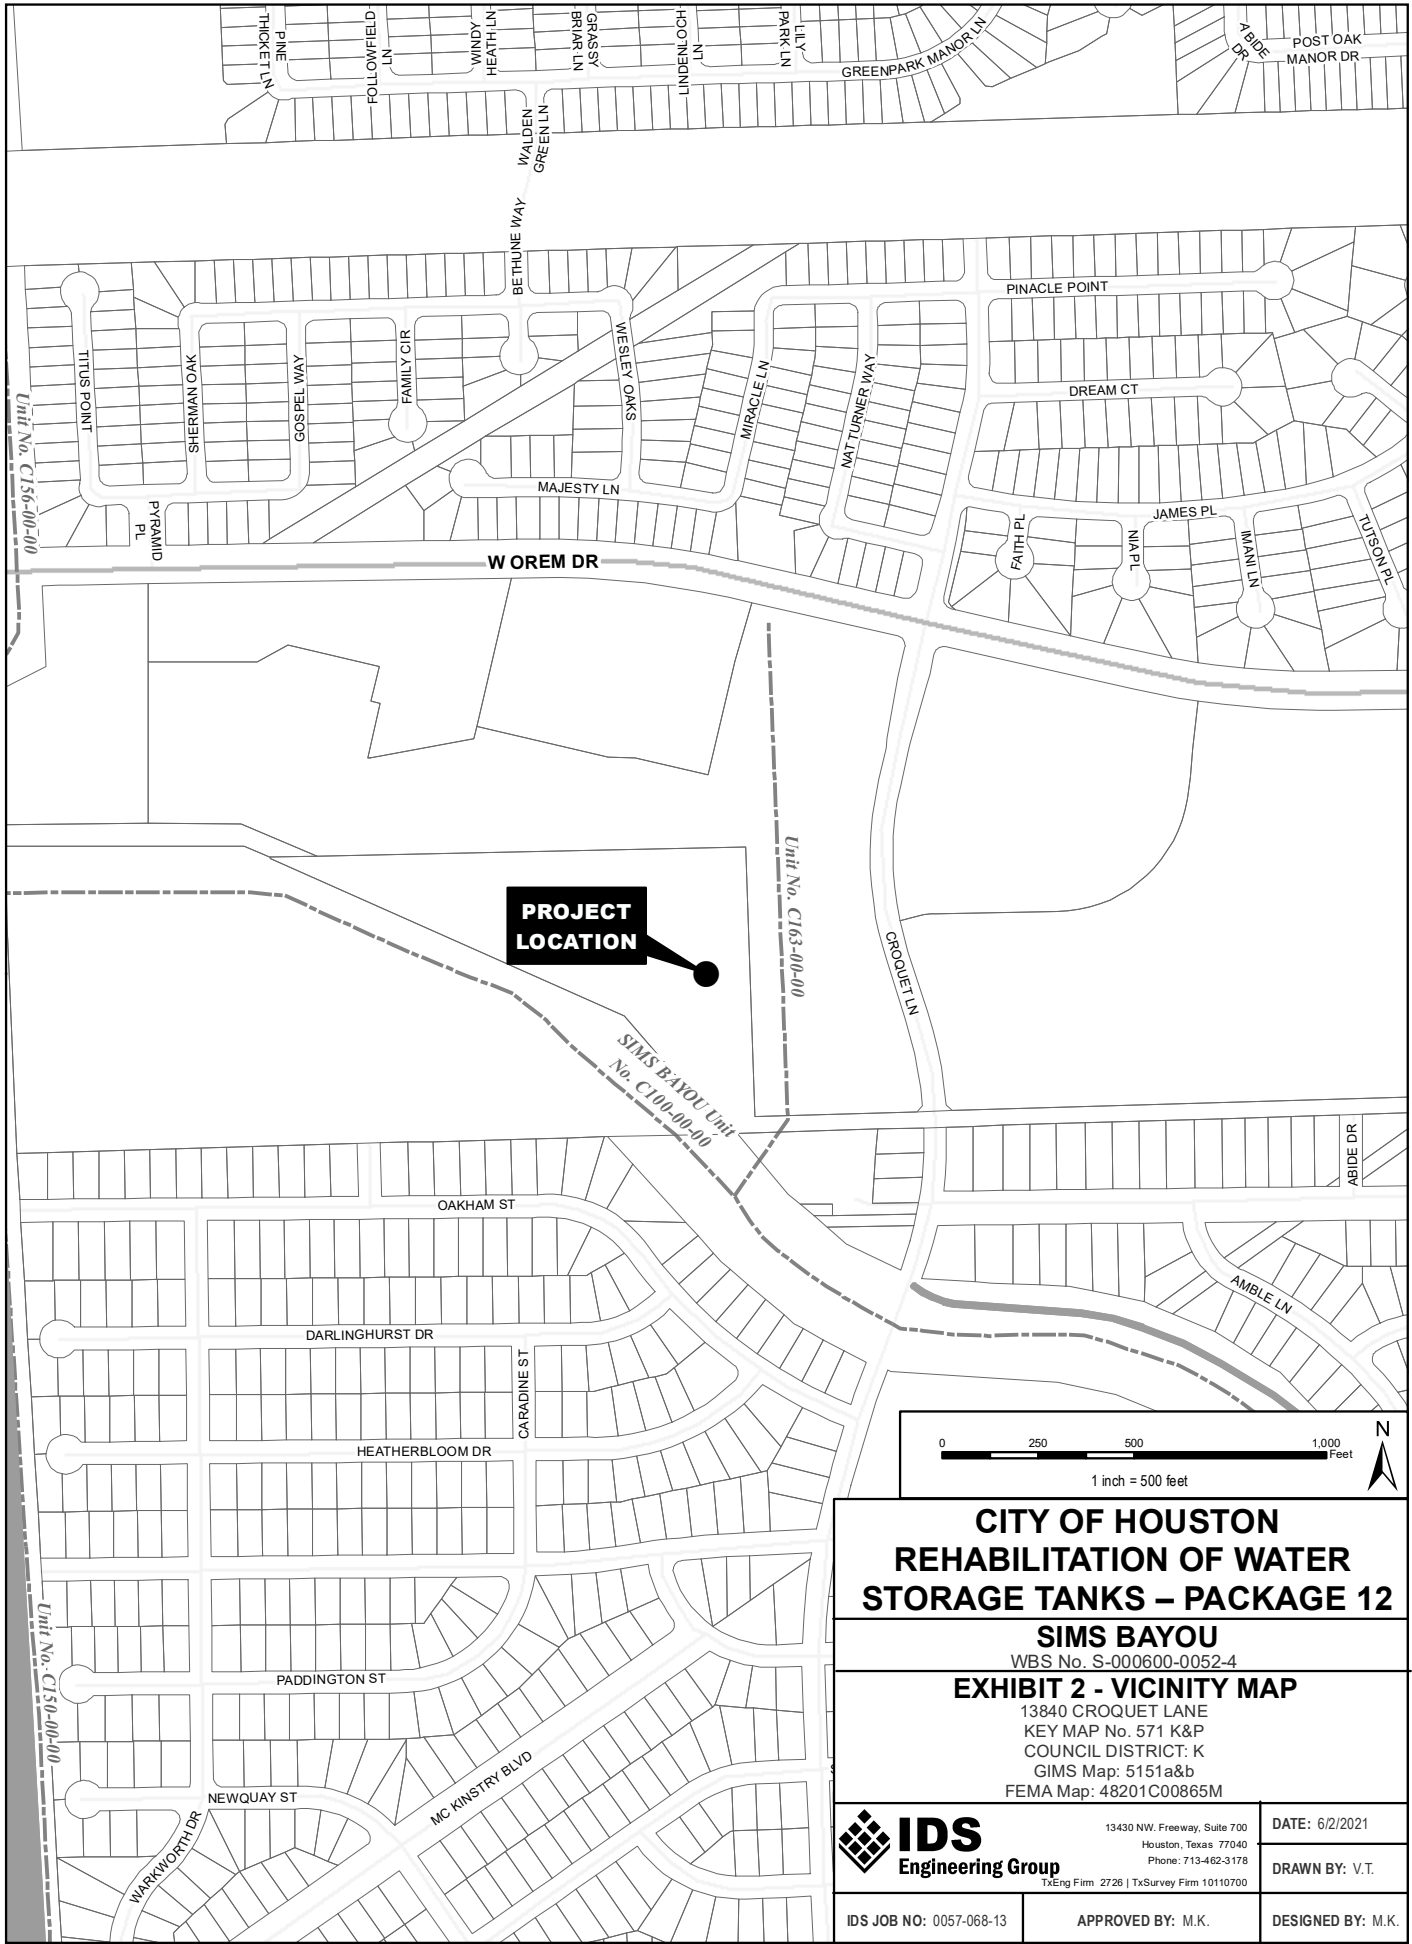 PINE
THICKET LN
FOLLOWFIELD
LN
WINDY
HEATH LN
GRASSY
BRIAR LN
LINDENLOCH
LN
LILY
PARK LN
GREENPARK MANOR LN
ABIDE
DR
POST OAK
MANOR DR
WALDEN
GREEN LN
BETHUNE WAY
PINACLE POINT
TITUS POINT
SHERMAN OAK
GOSPEL WAY
FAMILY CIR
WESLEY OAKS
MIRACLE LN
NAT TURNER WAY
DREAM CT
Unit No. C156-00-00
MAJESTY LN
PYRAMID
PL
JAMES PL
FAITH PL
NIA PL
IMANI LN
TUTSON PL
W OREM DR
Unit No. C163-00-00
PROJECT
LOCATION
CROQUET LN
SIMS BAYOU Unit
No. C100-00-00
ABIDE DR
OAKHAM ST
AMBLE LN
DARLINGHURST DR
CARADINE ST
HEATHERBLOOM DR
Unit No. C150-00-00
PADDINGTON ST
MC KINSTRY BLVD
NEWQUAY ST
WARKWORTH DR
0 250 500 1,000
Feet
N
1 inch = 500 feet
CITY OF HOUSTON
REHABILITATION OF WATER
STORAGE TANKS – PACKAGE 12
SIMS BAYOU
WBS No. S-000600-0052-4
EXHIBIT 2 - VICINITY MAP
13840 CROQUET LANE
KEY MAP No. 571 K&P
COUNCIL DISTRICT: K
GIMS Map: 5151a&b
FEMA Map: 48201C00865M
IDS
Engineering Group
13430 NW. Freeway, Suite 700
Houston, Texas 77040
Phone: 713-462-3178
TxEng Firm 2726 | TxSurvey Firm 10110700
DATE: 6/2/2021
DRAWN BY: V.T.
IDS JOB NO: 0057-068-13
APPROVED BY: M.K.
DESIGNED BY: M.K.